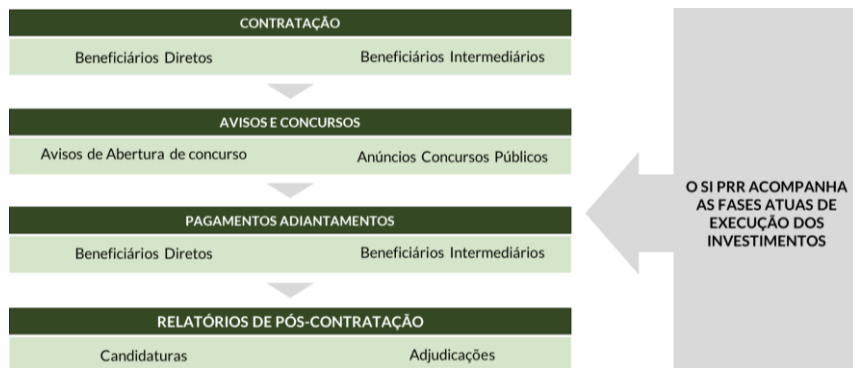 CONTRATAÇÃO
Beneficiários Diretos
Beneficiários Intermediários
AVISOS E CONCURSOS
Avisos de Abertura de concurso
Anúncios Concursos Públicos
PAGAMENTOS ADIANTAMENTOS
Beneficiários Diretos
Beneficiários Intermediários
RELATÓRIOS DE PÓS-CONTRATAÇÃO
Candidaturas
Adjudicações
O SI PRR ACOMPANHA
AS FASES ATUAS DE
EXECUÇÃO DOS
INVESTIMENTOS